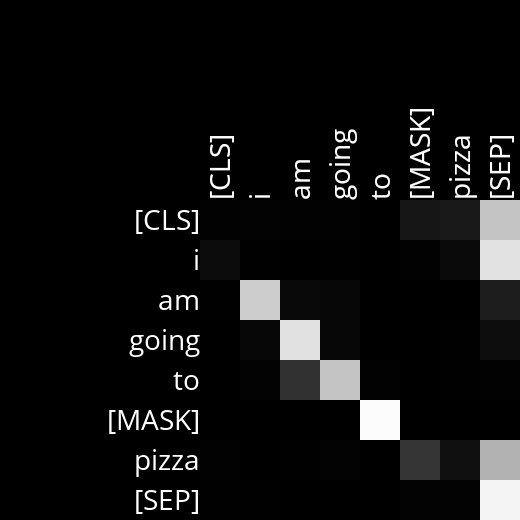 [CLS] i am going to [MASK] pizza [SEP]
[CLS]
i
am
going
to
[MASK]
pizza
[SEP]